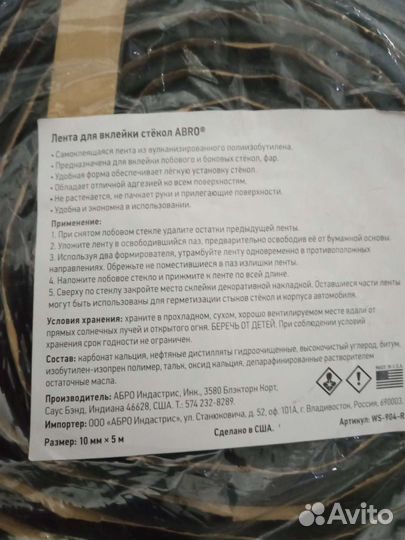 Лента для вклейки стёкол ABRO®
• Самоклеящаяся лента из вулканизированного полиизобутилена.
• Предназначена для вклейки лобового и боковых стёкол, фар.
• Удобная форма обеспечивает лёгкую установку стёкол.
• Обладает отличной адгезией ко всем поверхностям.
• Не растекается, не пачкает руки и прилегающие поверхности.
• Удобна и экономна в использовании.
Применение:
1. При снятом лобовом стекле удалите остатки предыдущей ленты.
2. Уложите ленту в освободившийся паз, предварительно освободив её от бумажной основы.
3. Используя два формирователя, утрамбуйте ленту одновременно в противоположных
направлениях. Обрежьте не поместившиеся в паз излишки ленты.
4. Наложите лобовое стекло и прижмите к ленте по всей длине.
5. Сверху по стеклу закройте место склейки декоративной накладкой. Оставшиеся части ленты
могут быть использованы для герметизации стыков стёкол и корпуса автомобиля.
Условия хранения: храните в прохладном, сухом, хорошо вентилируемом месте вдали от
прямых солнечных лучей и открытого огня. БЕРЕЧЬ ОТ ДЕТЕЙ. При соблюдении условий
хранения срок годности не ограничен.
Состав: карбонат кальция, нефтяные дистилляты гидроочищенные, высокочистый углерод, битум,
изобутилен-изопрен полимер, тальк, оксид кальция, депарафинированные растворителем
остаточные масла.
Производитель: АБРО Индастрис, Инк., 3580 Блэкторн Корт,
Саус Бэнд, Индиана 46628, США. Т.: 574 232-8289.
MADE IN U.S.A.
Импортер: ООО «АБРО Индастрис», ул. Станюковича, д. 52, оф. 101А, г. Владивосток, Россия, 690003.
Размер: 10 мм × 5 м
Сделано в США.
Артикул: WS-904-R
Avito